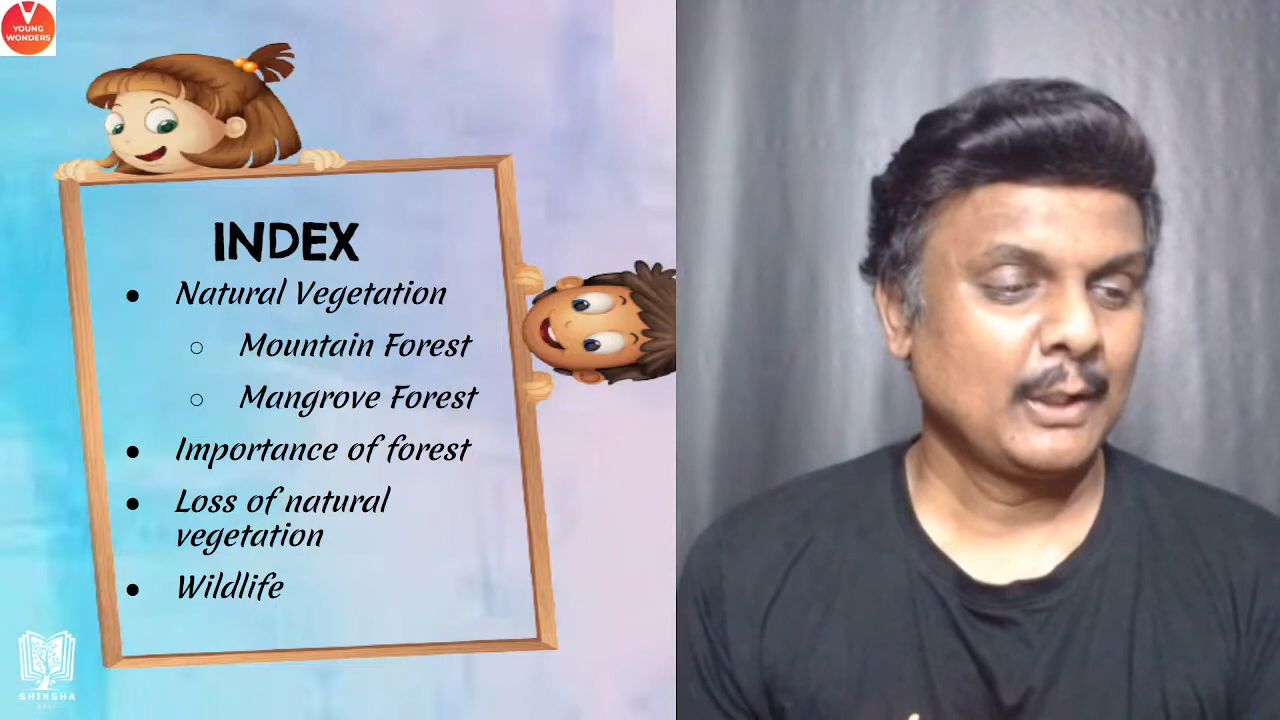 YOUNG
WONDERS
INDEX
Natural Vegetation
Mountain Forest
Mangrove Forest
Importance of forest
Loss of natural
vegetation
Wildlife
SHIKSHA